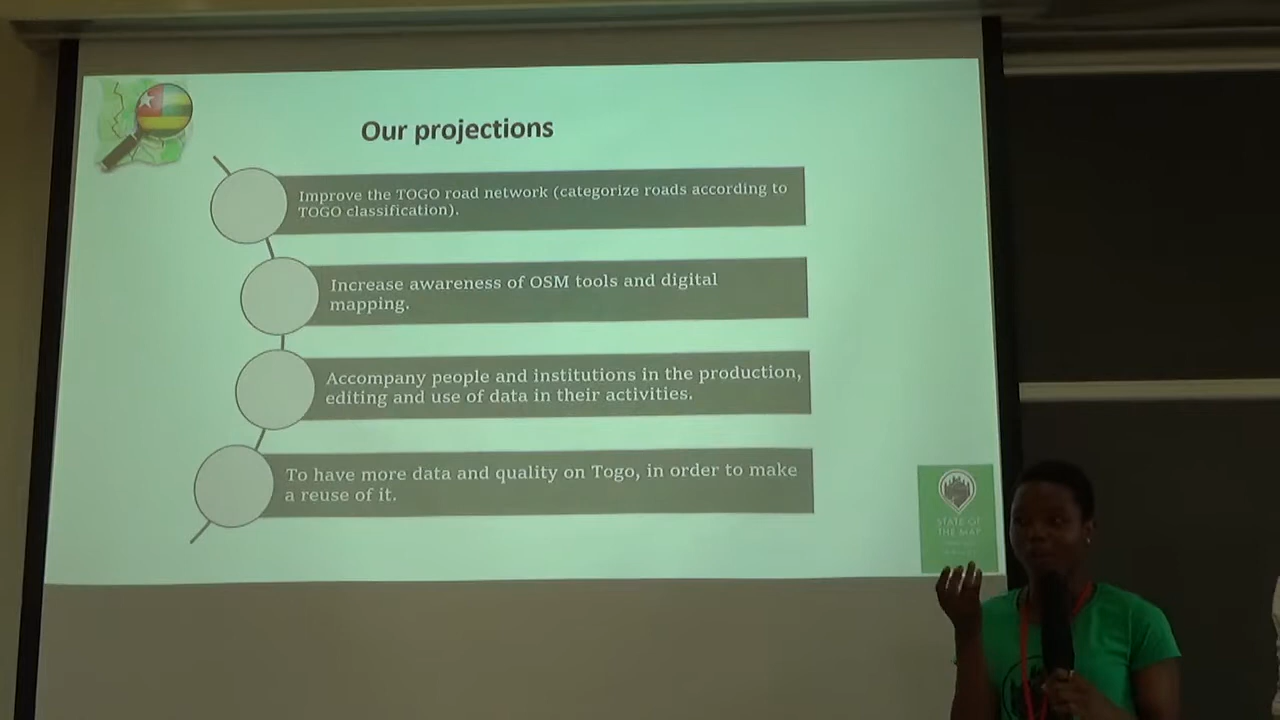 Our projections
Improve the TOGO road network (categorize roads according to
TOGO classification).
Increase awareness of OSM tools and digital
mapping.
Accompany people and institutions in the production,
editing and use of data in their activities.
To have more data and quality on Togo, in order to make
a reuse of it.
STATE OF
THE MAP